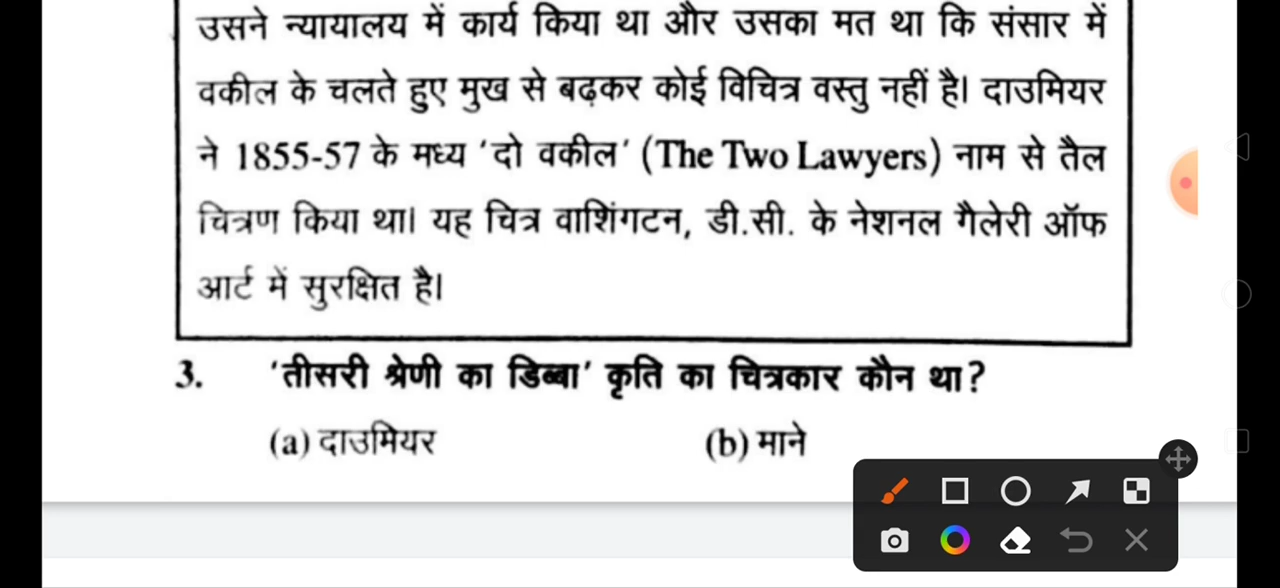 उसने न्यायालय में कार्य किया था और उसका मत था कि संसार में
वकील के चलते हुए मुख से बढ़कर कोई विचित्र वस्तु नहीं है। दाउमियर
ने 1855-57 के मध्य ‘दो वकील’ (The Two Lawyers) नाम से तैल
चित्रण किया था। यह चित्र वाशिंगटन, डी.सी. के नेशनल गैलेरी ऑफ
आर्ट में सुरक्षित है।
3. ‘तीसरी श्रेणी का डिब्बा’ कृति का चित्रकार कौन था?
(a) दाउमियर (b) माने